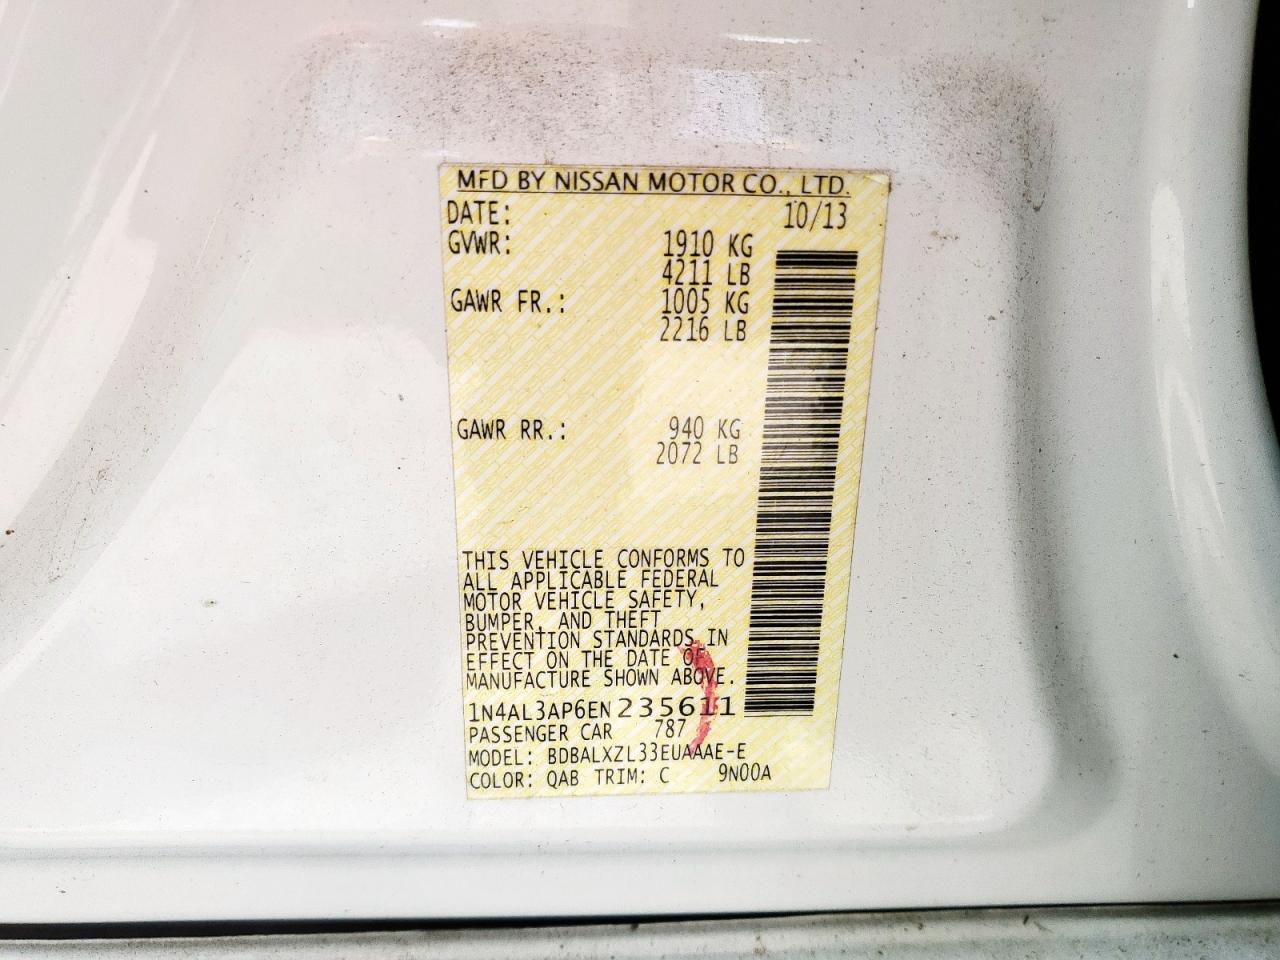 MFD BY NISSAN MOTOR CO., LTD.
DATE: 10/13
GVWR: 1910 KG
4211 LB
GAWR FR.: 1005 KG
2216 LB
GAWR RR.: 940 KG
2072 LB
THIS VEHICLE CONFORMS TO
ALL APPLICABLE FEDERAL
MOTOR VEHICLE SAFETY,
BUMPER, AND THEFT
PREVENTION STANDARDS IN
EFFECT ON THE DATE OF
MANUFACTURE SHOWN ABOVE.
1N4AL3AP6EN235611
PASSENGER CAR 787
MODEL: BDBALXZL33EUAAAE-E
COLOR: QAB TRIM: C 9N00A